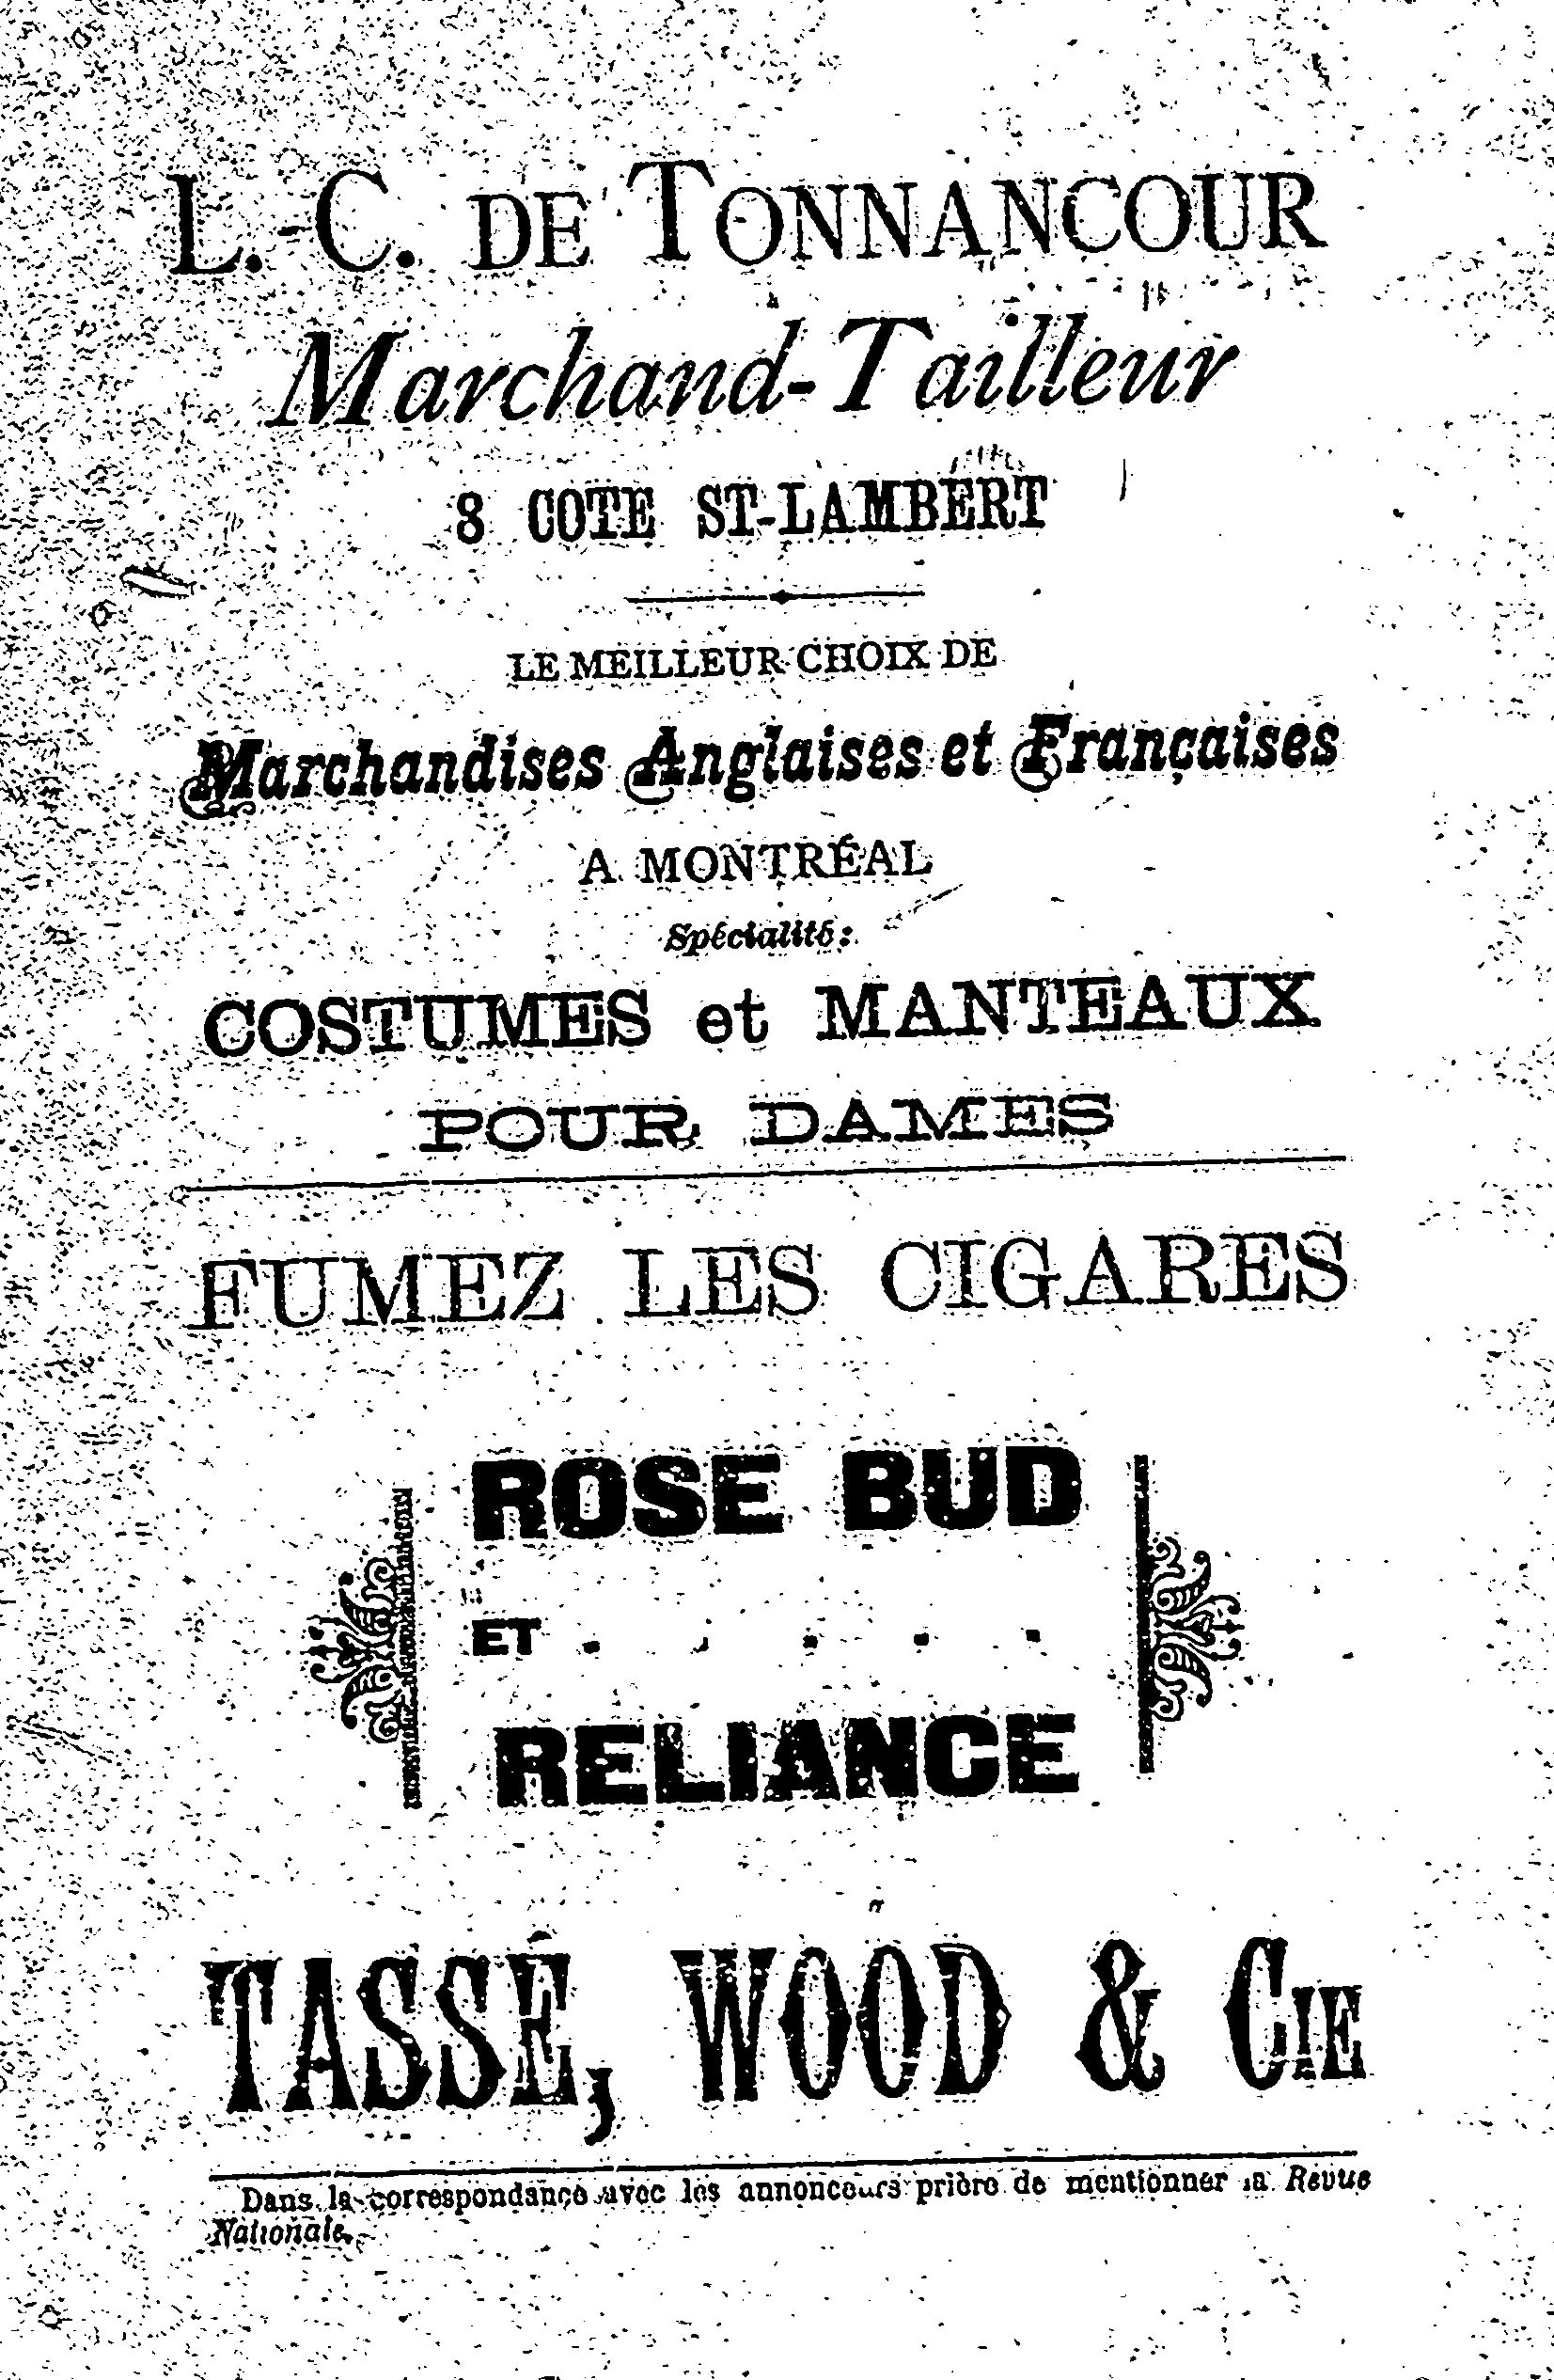 L.-C. DE TONNANCOUR
Marchand-Tailleur
8 COTE ST-LAMBERT
LE MEILLEUR CHOIX DE
Marchandises Anglaises et Françaises
A MONTRÉAL
Spécialité:
COSTUMES et MANTEAUX
POUR DAMES
FUMEZ LES CIGARES
ROSE BUD
ET . . . . .
RELIANCE
TASSÉ, WOOD & CIE
Dans la correspondance avec les annonceurs prière de mentionner la Revue
Nationale.